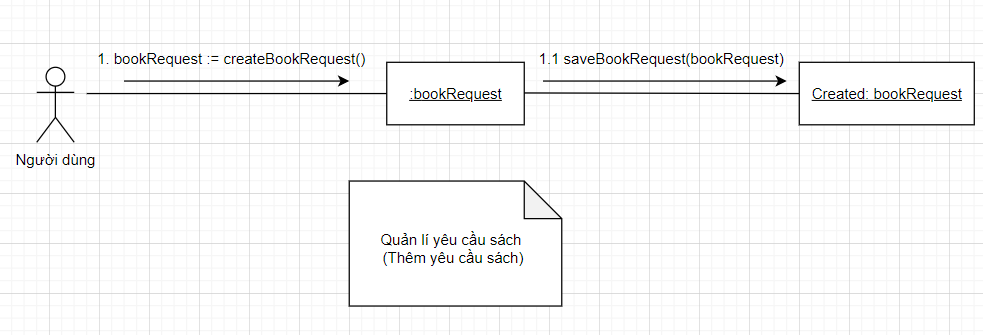 1. bookRequest := createBookRequest()
1.1 saveBookRequest(bookRequest)
:bookRequest
Created: bookRequest
Người dùng
Quản lí yêu cầu sách
(Thêm yêu cầu sách)